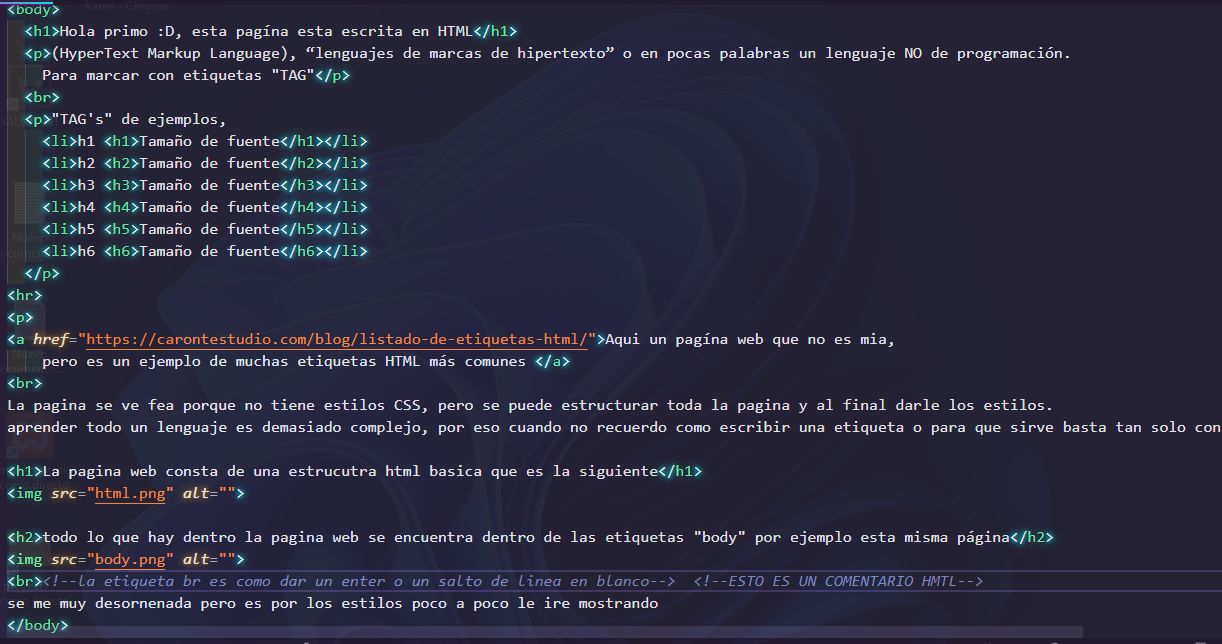 Karen - Chrome
<body>
<h1>Hola primo :D, esta pagína esta escrita en HTML</h1>
<p>(HyperText Markup Language), “lenguajes de marcas de hipertexto” o en pocas palabras un lenguaje NO de programación.
Para marcar con etiquetas "TAG"</p>
<br>
<p>"TAG's" de ejemplos,
<li>h1 <h1>Tamaño de fuente</h1></li>
<li>h2 <h2>Tamaño de fuente</h2></li>
<li>h3 <h3>Tamaño de fuente</h3></li>
<li>h4 <h4>Tamaño de fuente</h4></li>
<li>h5 <h5>Tamaño de fuente</h5></li>
<li>h6 <h6>Tamaño de fuente</h6></li>
</p>
<hr>
<p>
<a href="https://carontestudio.com/blog/listado-de-etiquetas-html/">Aqui un pagína web que no es mia,
pero es un ejemplo de muchas etiquetas HTML más comunes </a>
<br>
La pagina se ve fea porque no tiene estilos CSS, pero se puede estructurar toda la pagina y al final darle los estilos.
aprender todo un lenguaje es demasiado complejo, por eso cuando no recuerdo como escribir una etiqueta o para que sirve basta tan solo con
<h1>La pagina web consta de una estrucutra html basica que es la siguiente</h1>
<img src="html.png" alt="">
<h2>todo lo que hay dentro la pagina web se encuentra dentro de las etiquetas "body" por ejemplo esta misma página</h2>
<img src="body.png" alt="">
<br><!--la etiqueta br es como dar un enter o un salto de linea en blanco--> <!--ESTO ES UN COMENTARIO HMTL-->
se me muy desornenada pero es por los estilos poco a poco le ire mostrando
</body>